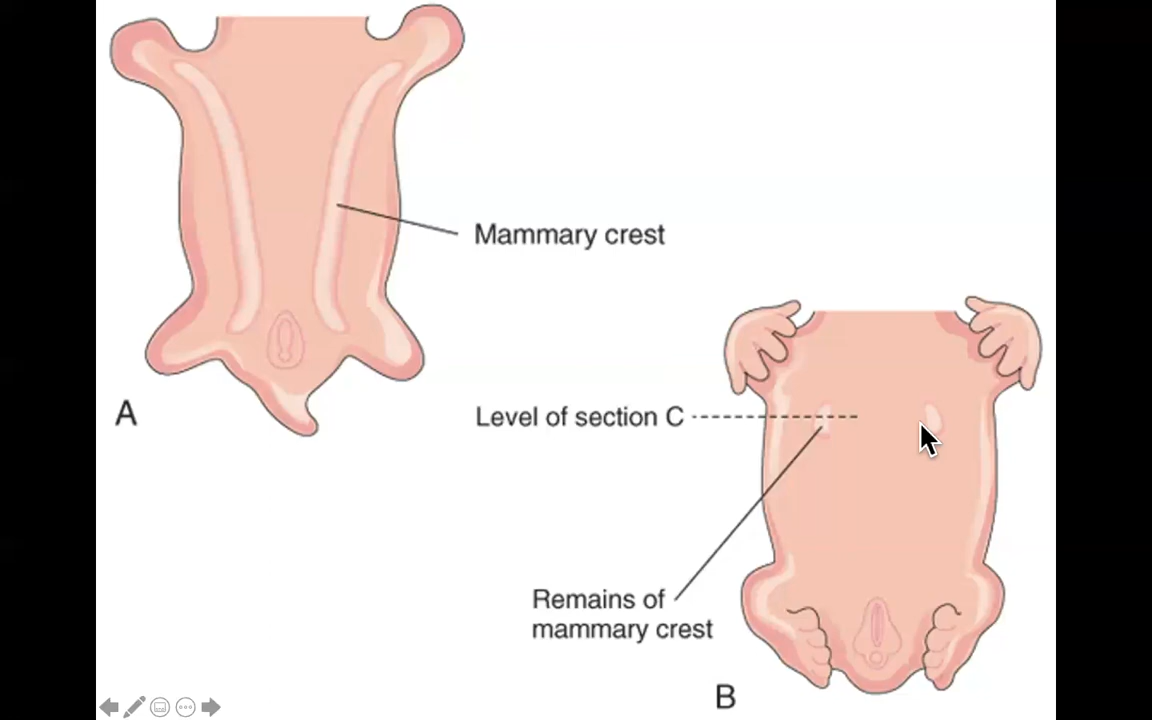 Mammary crest
A
Level of section C
Remains of
mammary crest
B